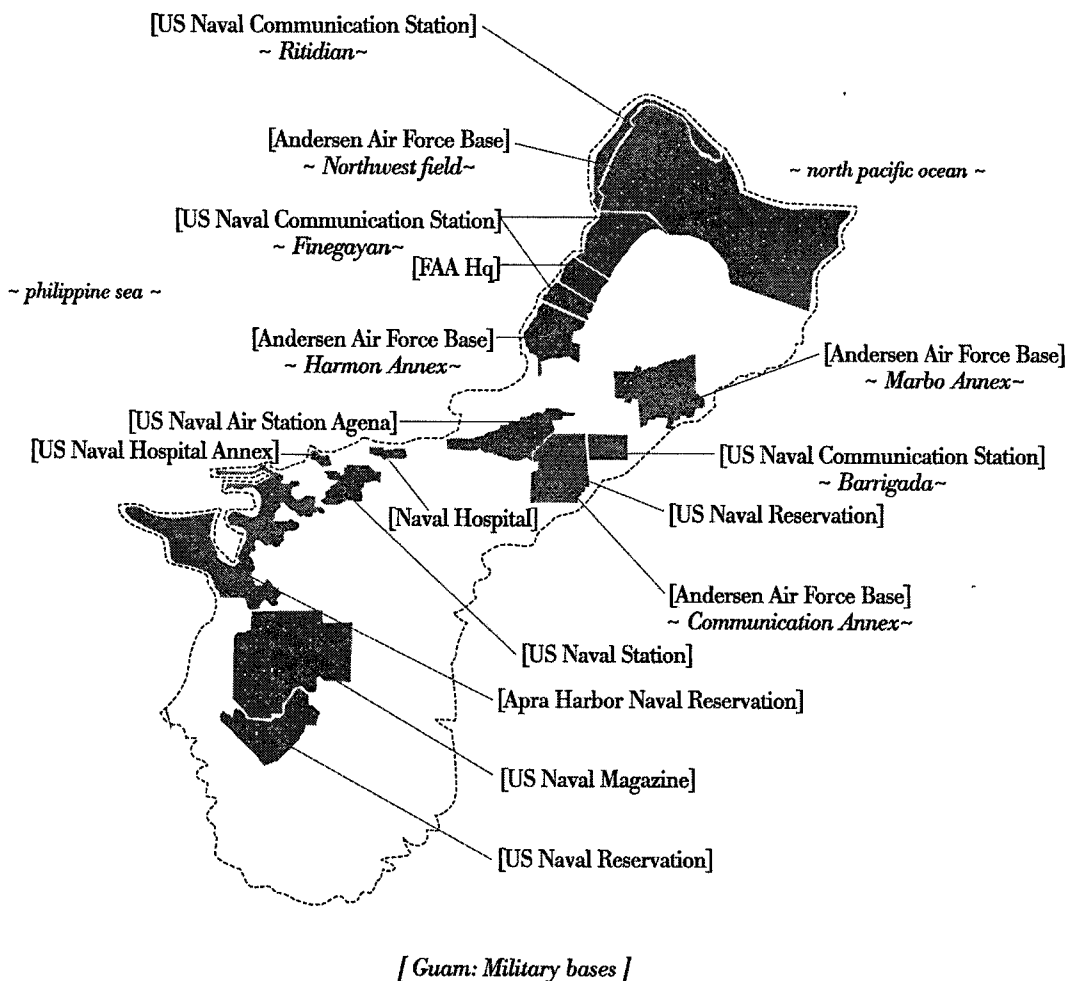 [US Naval Communication Station]
~ Ritidian~
[Andersen Air Force Base]
~ Northwest field~
~ north pacific ocean ~
[US Naval Communication Station]
~ Finegayan~
[FAA Hq]
~ philippine sea ~
[Andersen Air Force Base]
~ Harmon Annex~
[Andersen Air Force Base]
~ Marbo Annex~
[US Naval Air Station Agena]
[US Naval Hospital Annex]
[US Naval Communication Station]
~ Barrigada~
[Naval Hospital]
[US Naval Reservation]
[Andersen Air Force Base]
~ Communication Annex~
[US Naval Station]
[Apra Harbor Naval Reservation]
[US Naval Magazine]
[US Naval Reservation]
[ Guam: Military bases ]